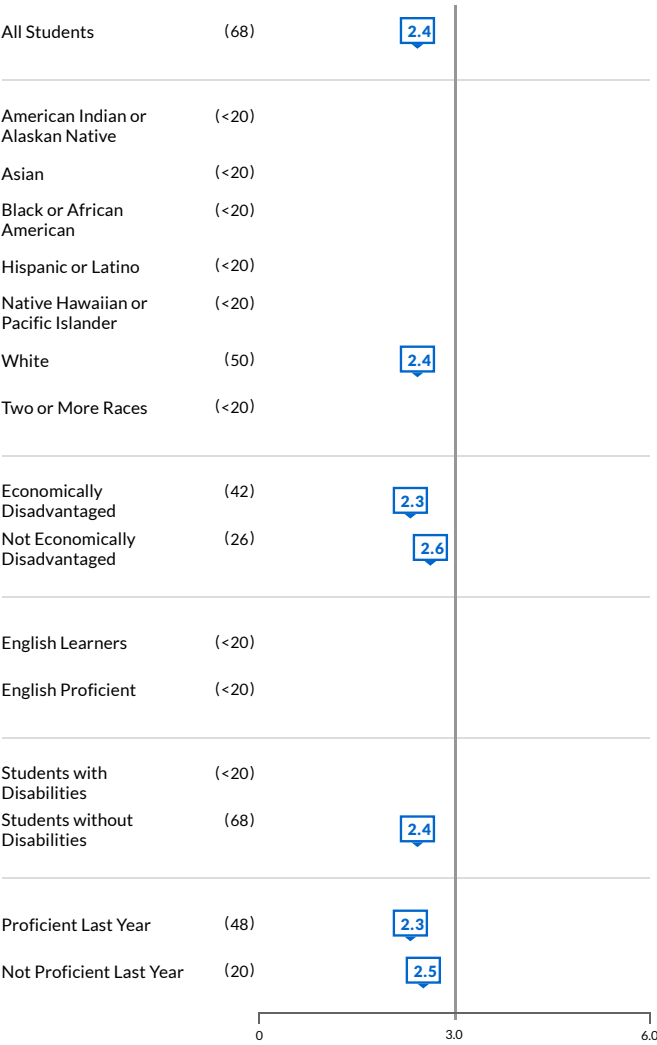 All Students (68) 2.4
American Indian or (<20)
Alaskan Native
Asian (<20)
Black or African (<20)
American
Hispanic or Latino (<20)
Native Hawaiian or (<20)
Pacific Islander
White (50) 2.4
Two or More Races (<20)
Economically (42) 2.3
Disadvantaged
Not Economically (26) 2.6
Disadvantaged
English Learners (<20)
English Proficient (<20)
Students with (<20)
Disabilities
Students without (68) 2.4
Disabilities
Proficient Last Year (48) 2.3
Not Proficient Last Year (20) 2.5
0 3.0 6.0